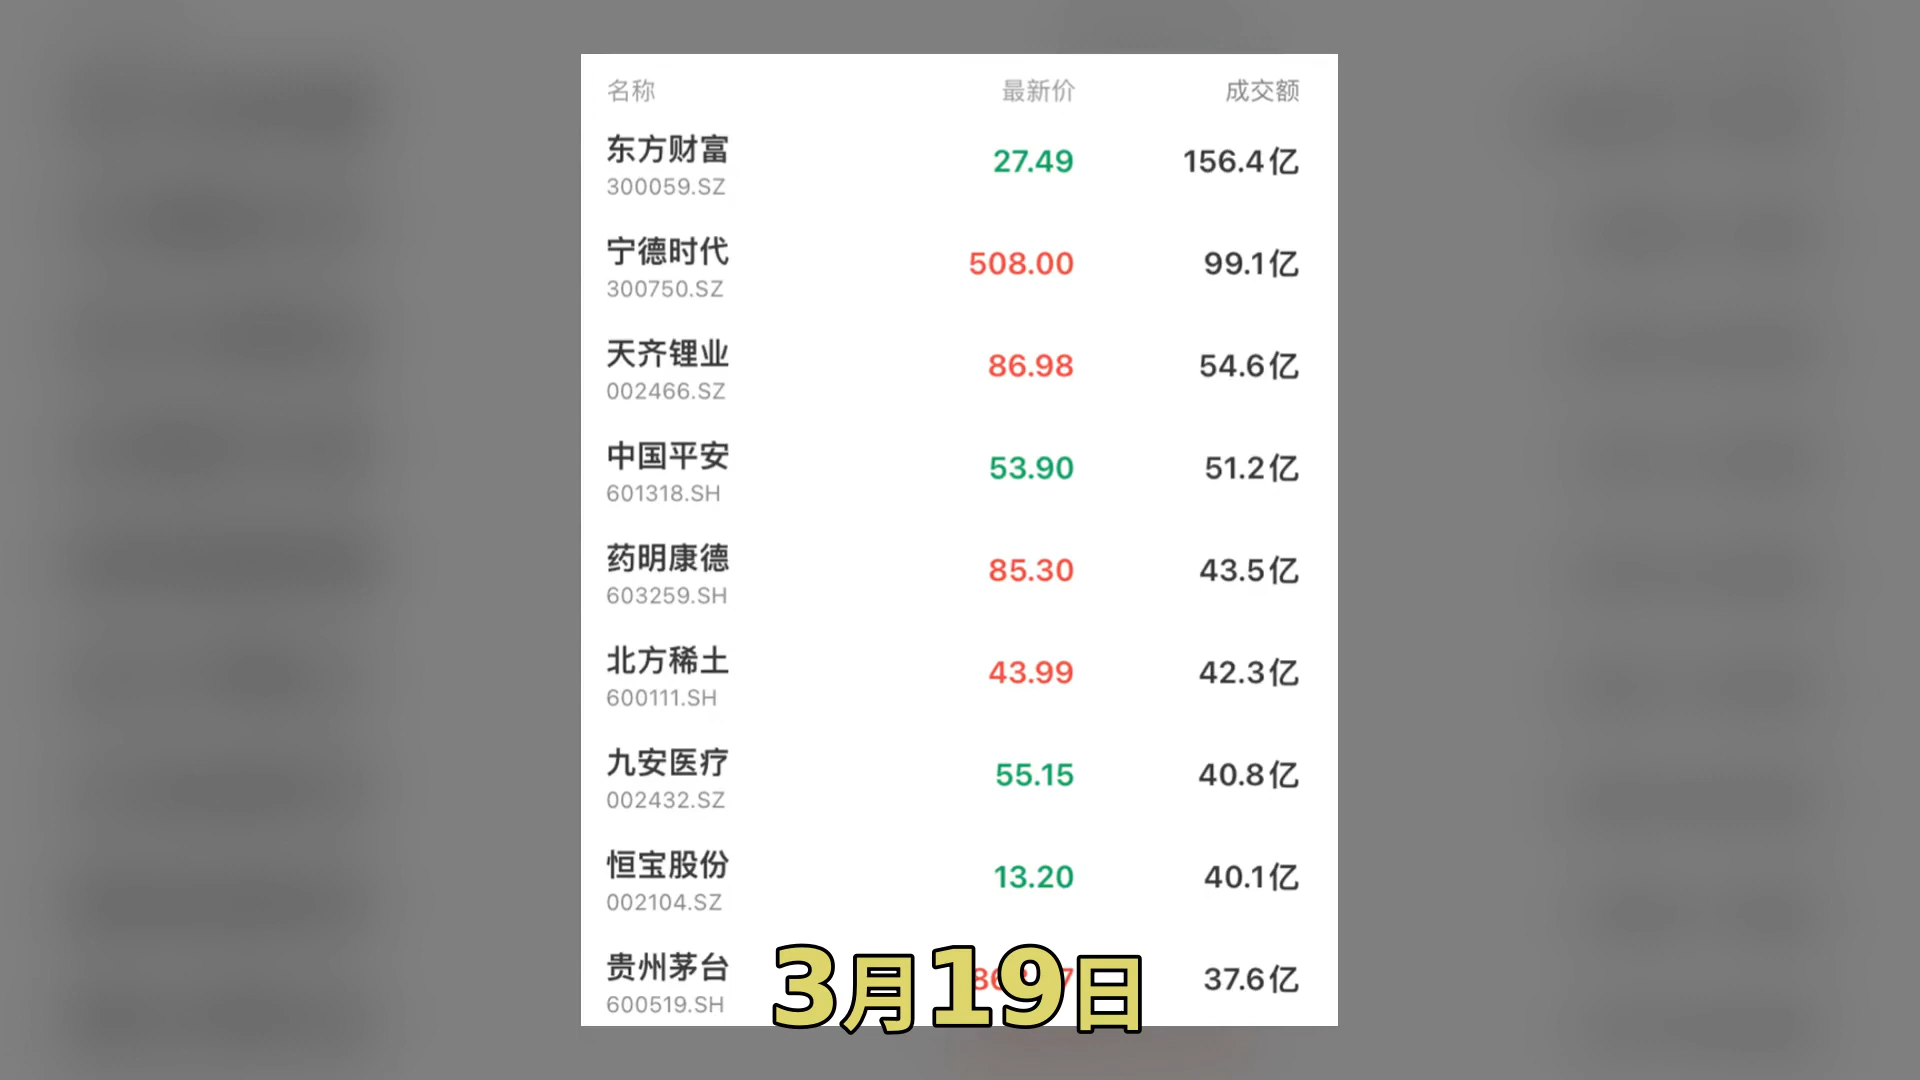 名称 最新价 成交额
东方财富 27.49 156.4亿
300059.SZ
宁德时代 508.00 99.1亿
300750.SZ
天齐锂业 86.98 54.6亿
002466.SZ
中国平安 53.90 51.2亿
601318.SH
药明康德 85.30 43.5亿
603259.SH
北方稀土 43.99 42.3亿
600111.SH
九安医疗 55.15 40.8亿
002432.SZ
恒宝股份 13.20 40.1亿
002104.SZ
贵州茅台 37.6亿
600519.SH
3月19日